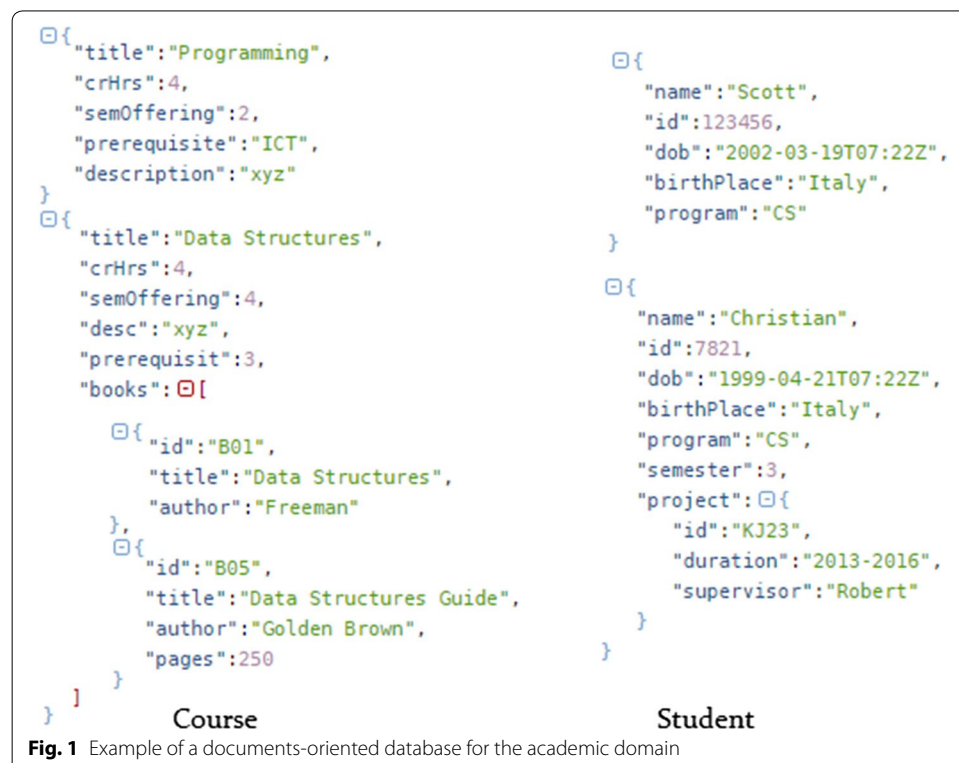 {
"title":"Programming",
"crHrs":4,
"semOffering":2,
"prerequisite":"ICT",
"description":"xyz"
}
{
"title":"Data Structures",
"crHrs":4,
"semOffering":4,
"desc":"xyz",
"prerequisit":3,
"books":[
{
"id":"B01",
"title":"Data Structures",
"author":"Freeman"
},
{
"id":"B05",
"title":"Data Structures Guide",
"author":"Golden Brown",
"pages":250
}
]
}
Course
{
"name":"Scott",
"id":123456,
"dob":"2002-03-19T07:22Z",
"birthPlace":"Italy",
"program":"CS"
}
{
"name":"Christian",
"id":7821,
"dob":"1999-04-21T07:22Z",
"birthPlace":"Italy",
"program":"CS",
"semester":3,
"project":{
"id":"KJ23",
"duration":"2013-2016",
"supervisor":"Robert"
}
}
Student
Fig. 1 Example of a documents-oriented database for the academic domain